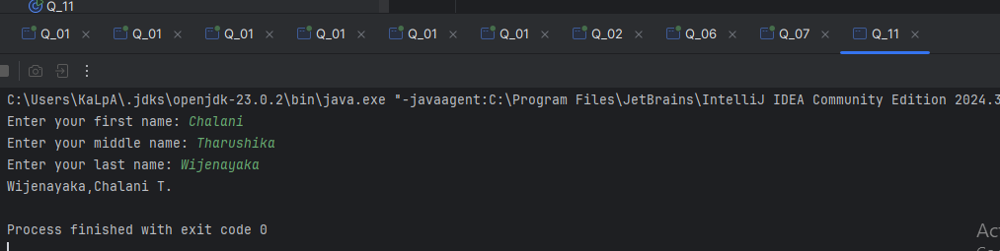 Q_11
Q_01 Q_01 Q_01 Q_01 Q_01 Q_01 Q_02 Q_06 Q_07 Q_11
C:\Users\KaLpA\.jdks\openjdk-23.0.2\bin\java.exe "-javaagent:C:\Program Files\JetBrains\IntelliJ IDEA Community Edition 2024.3
Enter your first name: Chalani
Enter your middle name: Tharushika
Enter your last name: Wijenayaka
Wijenayaka,Chalani T.
Process finished with exit code 0